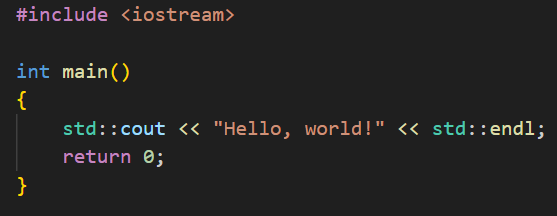 #include <iostream>

int main()
{
    std::cout << "Hello, world!" << std::endl;
    return 0;
}